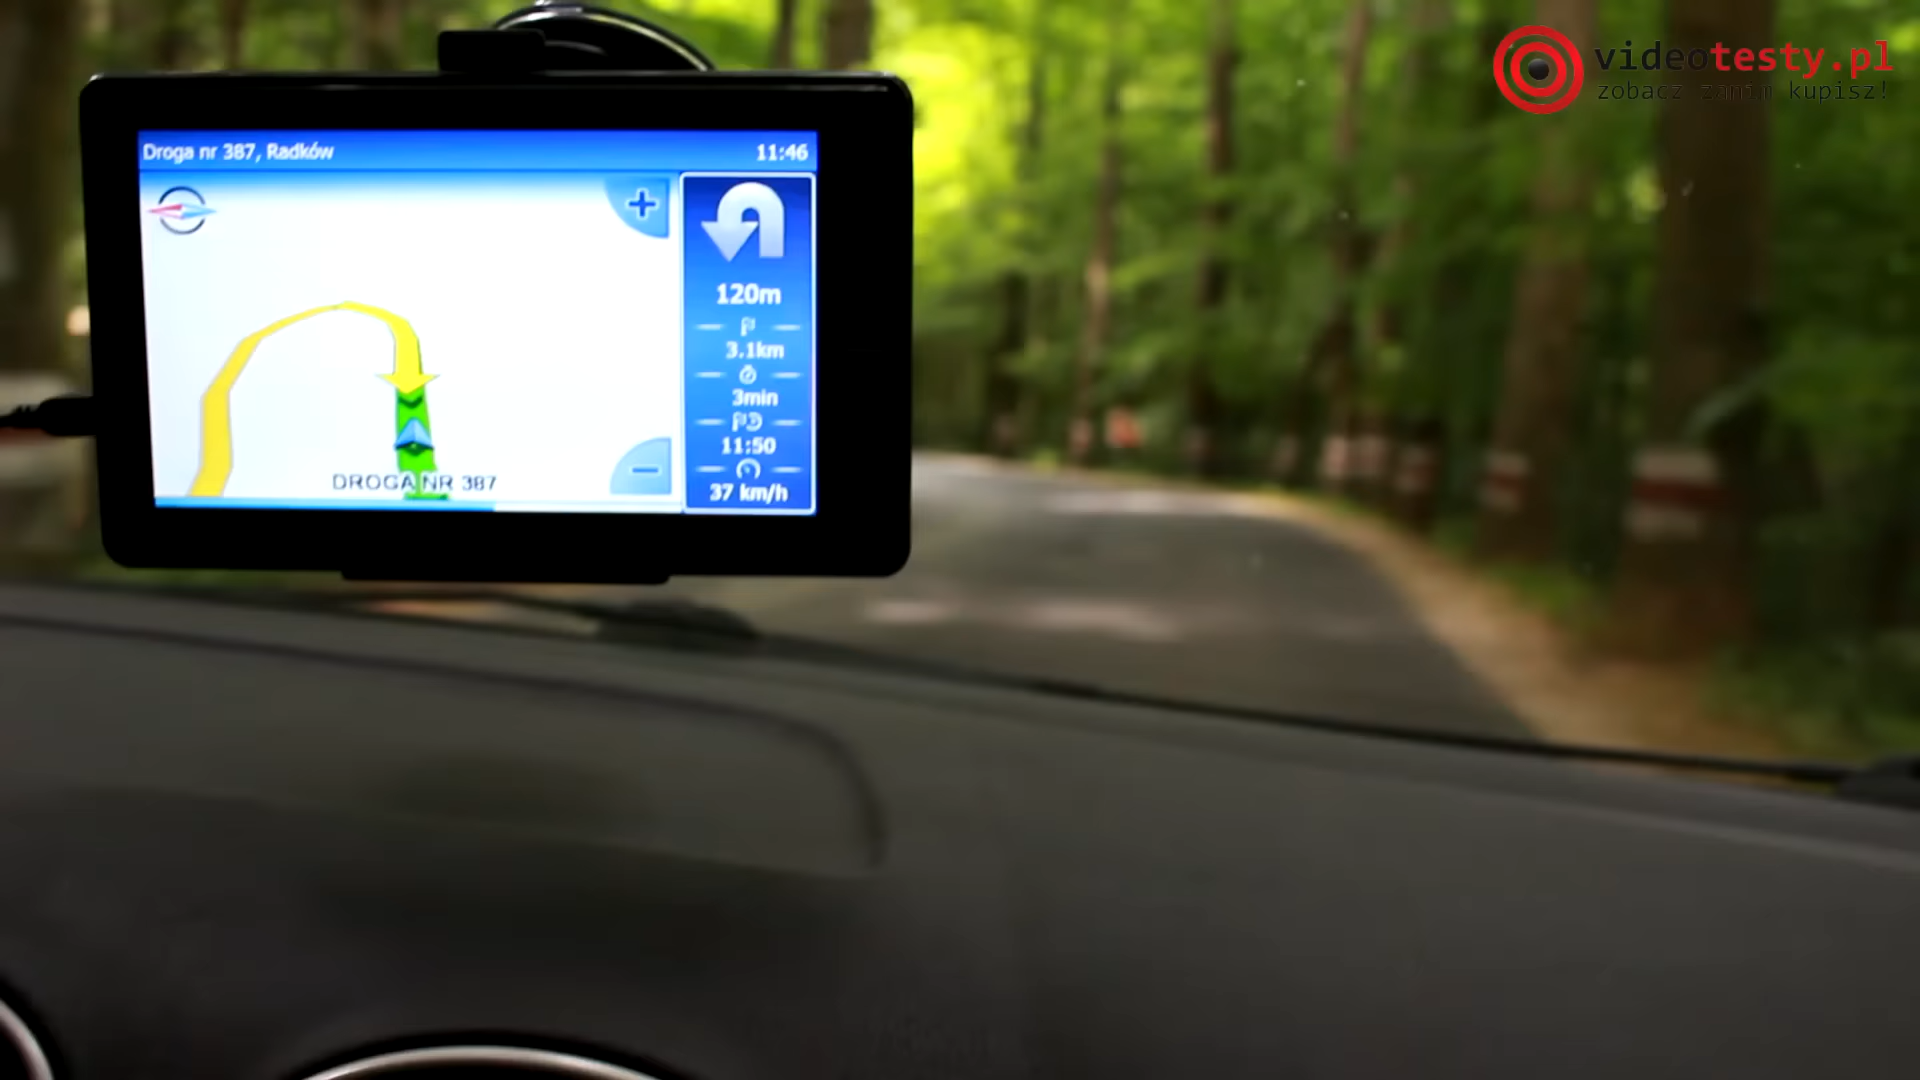 videotesty.pl
zobacz zanim kupisz!
Droga nr 387, Radków
11:46
120m
3.1km
3min
11:50
37 km/h
DROGA NR 387